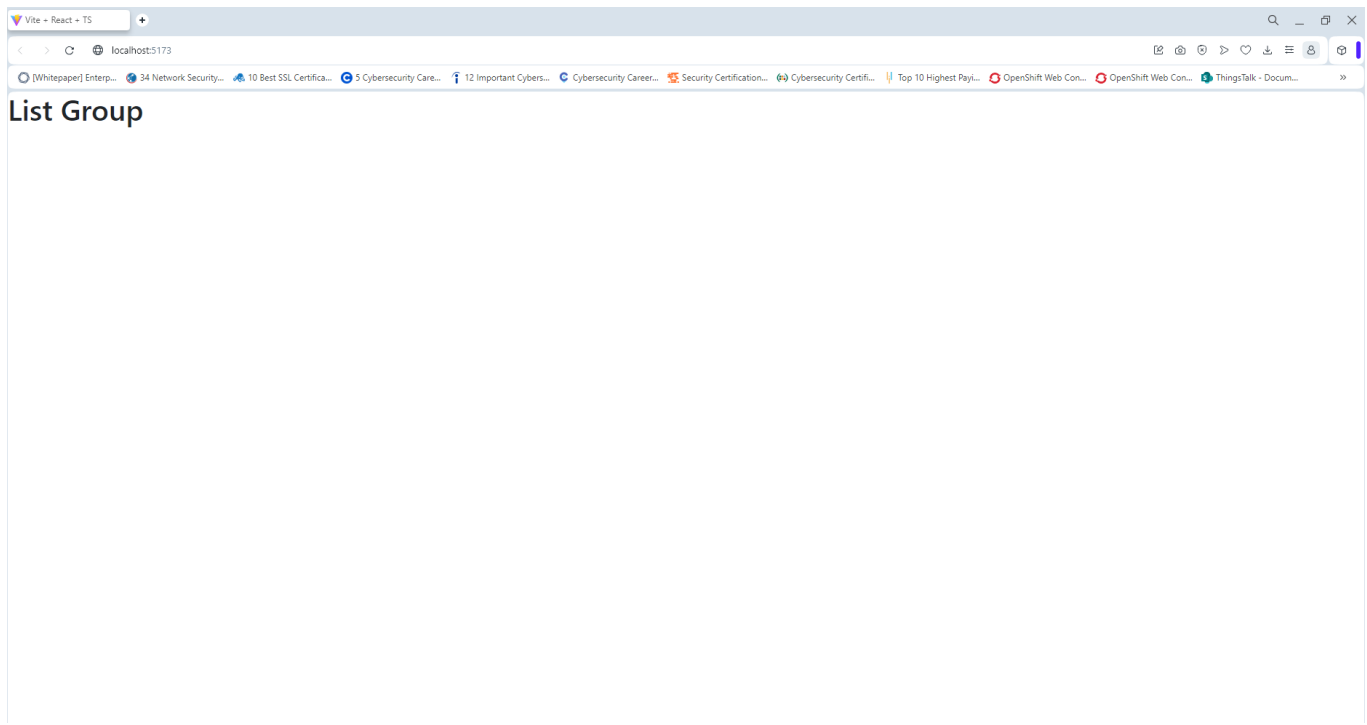 Vite + React + TS
localhost:5173
[Whitepaper] Enterp... 34 Network Security... 10 Best SSL Certifica... 5 Cybersecurity Care... 12 Important Cybers... Cybersecurity Career... Security Certification... Cybersecurity Certifi... Top 10 Highest Payi... OpenShift Web Con... OpenShift Web Con... ThingsTalk - Docum... »
List Group